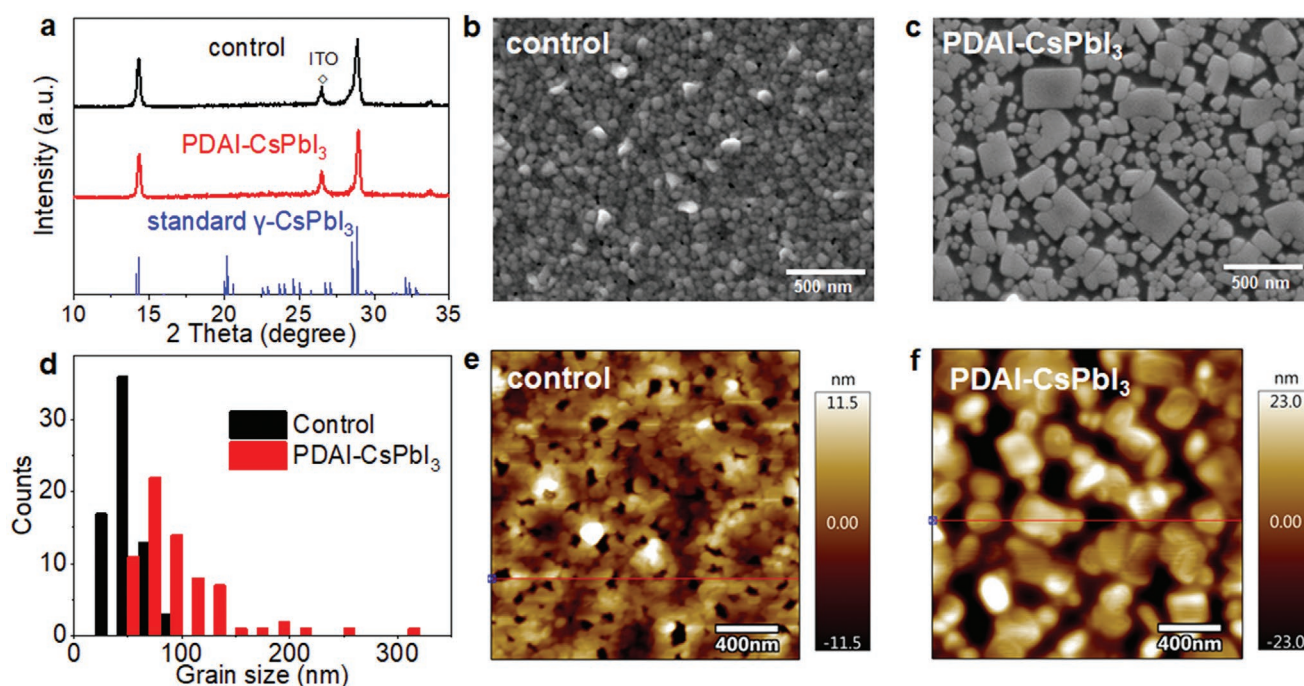 a
control
ITO
PDAI-CsPbI₃
standard γ-CsPbI₃
Intensity (a.u.)
10 15 20 25 30 35
2 Theta (degree)
b
control
500 nm
c
PDAI-CsPbI₃
500 nm
d
Control
PDAI-CsPbI₃
Counts
30
20
10
0
0 100 200 300
Grain size (nm)
e
control
400nm
nm
11.5
0.00
-11.5
f
PDAI-CsPbI₃
400nm
nm
23.0
0.00
-23.0